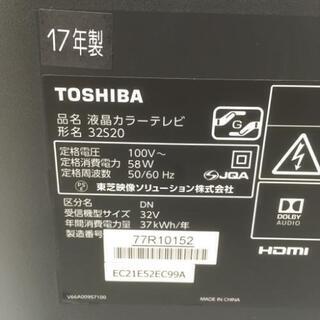 17年製
TOSHIBA
品名 液晶カラーテレビ
形名 32S20
定格電圧 100V~
定格消費電力 58W
定格周波数 50/60 Hz
JQA
東芝映像ソリューション株式会社
区分名 DN
受信機型サイズ 32V
年間消費電力量 37kWh/年
製造番号
77R10152
EC21E52EC99A
DOLBY
AUDIO
HDMI
V66A00957100
MADE IN CHINA